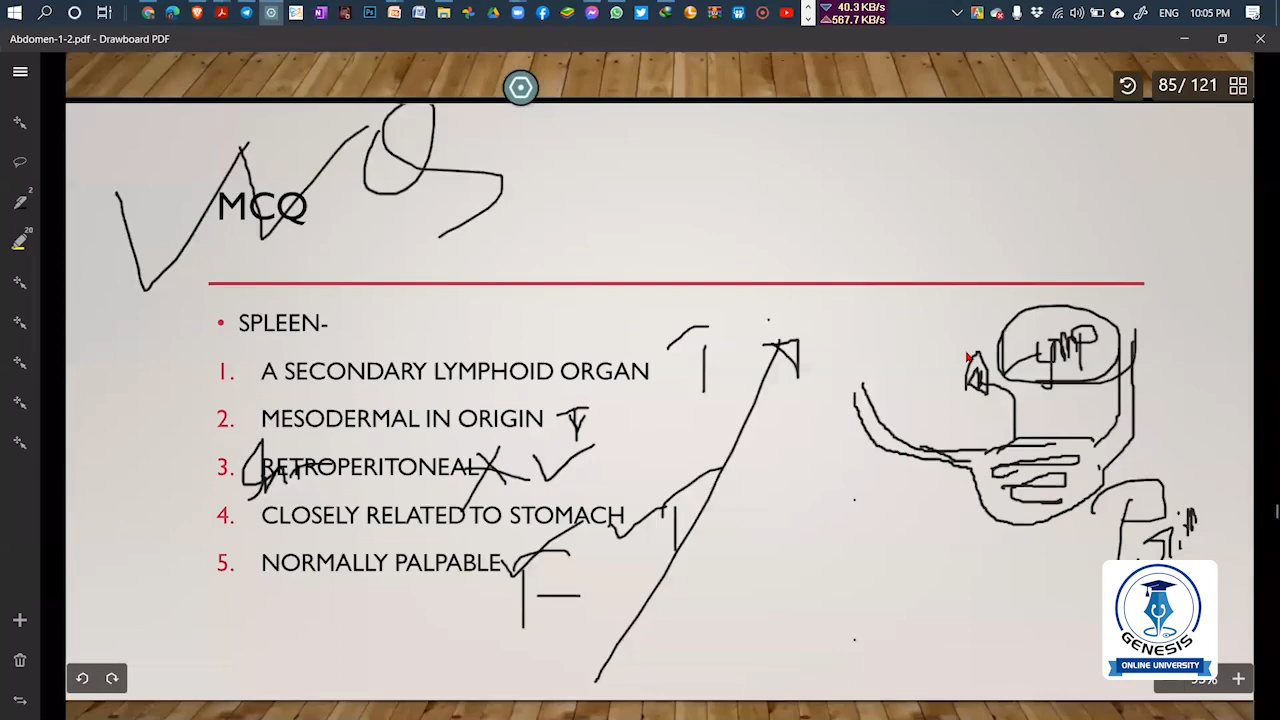 40.3 KB/s
567.7 KB/s
ENG 10:05 PM
Abdomen-1-2.pdf - Drawboard PDF
85/ 121
2
20
MCQ
• SPLEEN-
1. A SECONDARY LYMPHOID ORGAN T
2. MESODERMAL IN ORIGIN T
3. RETROPERITONEAL
4. CLOSELY RELATED TO STOMACH T
5. NORMALLY PALPABLE
GENESIS
ONLINE UNIVERSITY